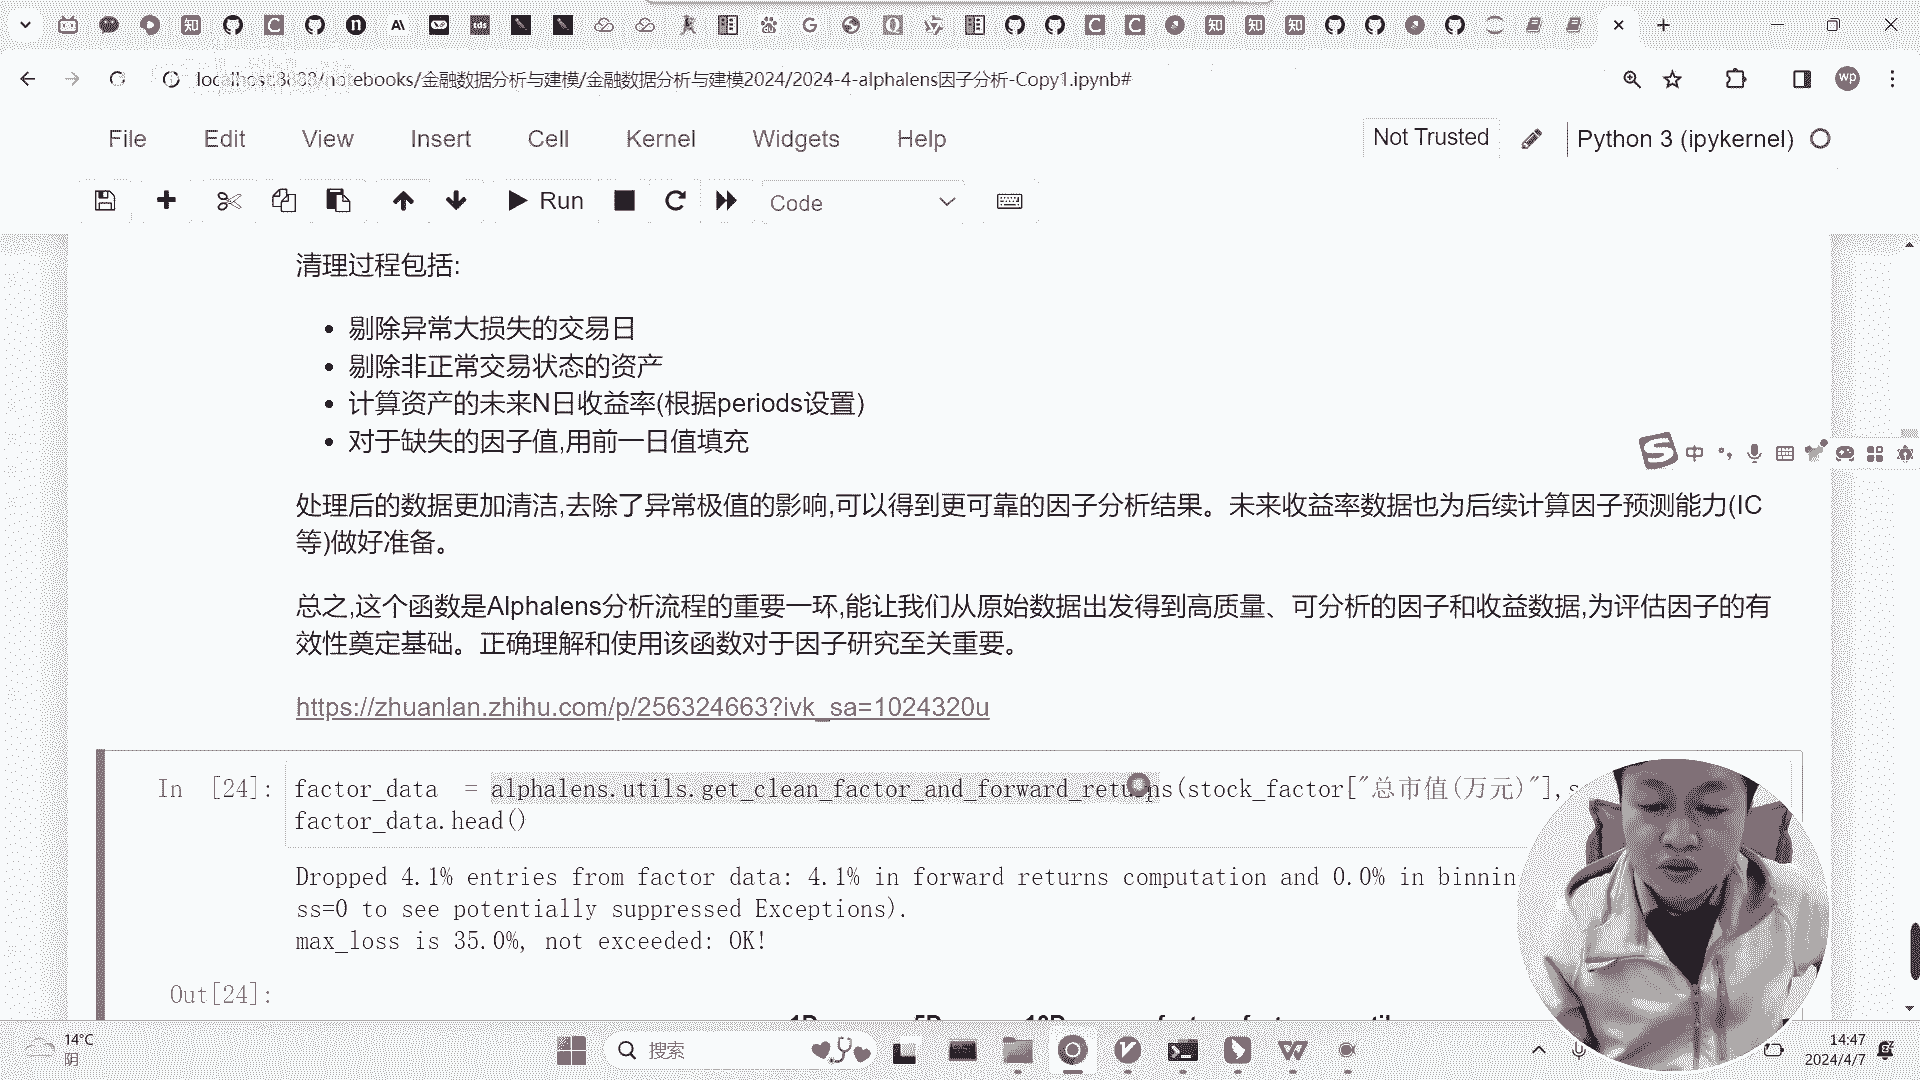 localhost:8888/notebooks/金融数据分析与建模/金融数据分析与建模2024/2024-4-alphalens因子分析-Copy1.ipynb#
wp
File Edit View Insert Cell Kernel Widgets Help
Not Trusted
Python 3 (ipykernel)
Run
Code
清理过程包括:
剔除异常大损失的交易日
剔除非正常交易状态的资产
计算资产的未来N日收益率(根据periods设置)
对于缺失的因子值,用前一日值填充
处理后的数据更加清洁,去除了异常极值的影响,可以得到更可靠的因子分析结果。未来收益率数据也为后续计算因子预测能力(IC
等)做好准备。
总之,这个函数是Alphalens分析流程的重要一环,能让我们从原始数据出发得到高质量、可分析的因子和收益数据,为评估因子的有
效性奠定基础。正确理解和使用该函数对于因子研究至关重要。
https://zhuanlan.zhihu.com/p/256324663?ivk_sa=1024320u
In [24]: factor_data = alphalens.utils.get_clean_factor_and_forward_returns(stock_factor["总市值(万元)"],s
factor_data.head()
Dropped 4.1% entries from factor data: 4.1% in forward returns computation and 0.0% in binnin
ss=0 to see potentially suppressed Exceptions).
max_loss is 35.0%, not exceeded: OK!
Out[24]:
中
14°C
阴
搜索
14:47
2024/4/7